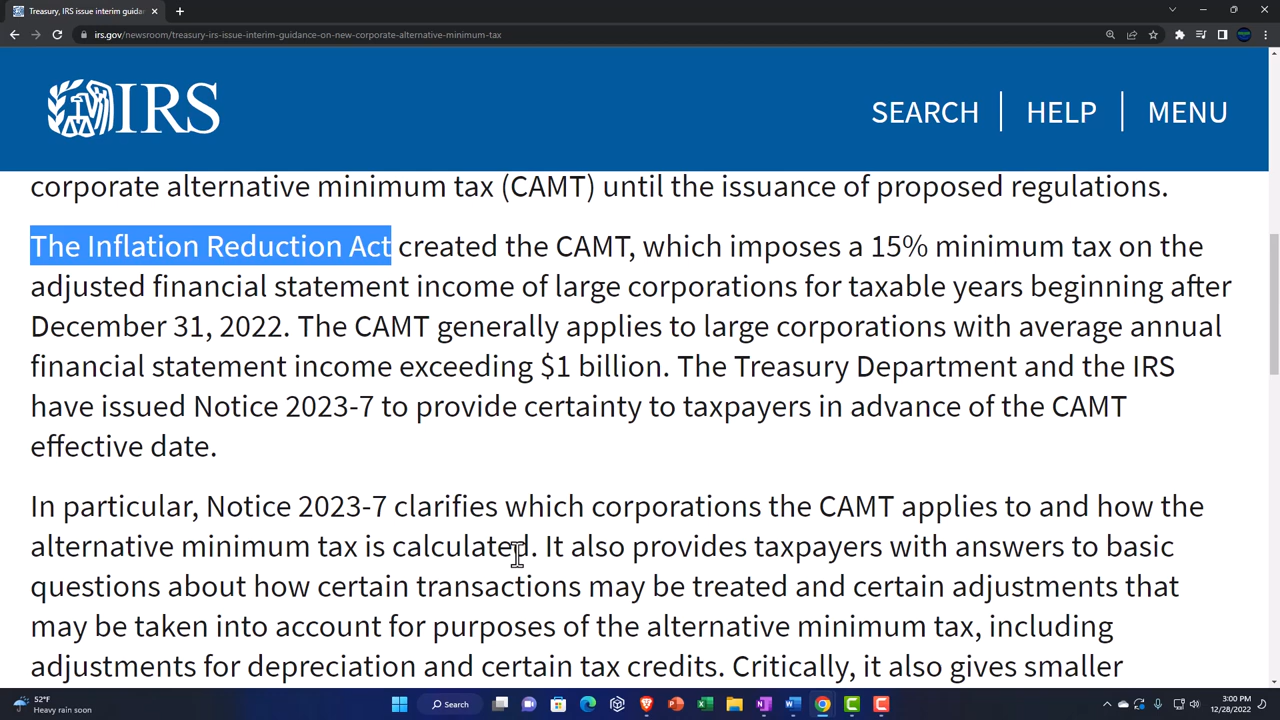 Treasury, IRS issue interim guida
irs.gov/newsroom/treasury-irs-issue-interim-guidance-on-new-corporate-alternative-minimum-tax
IRS
SEARCH
HELP
MENU
corporate alternative minimum tax (CAMT) until the issuance of proposed regulations.
The Inflation Reduction Act created the CAMT, which imposes a 15% minimum tax on the
adjusted financial statement income of large corporations for taxable years beginning after
December 31, 2022. The CAMT generally applies to large corporations with average annual
financial statement income exceeding $1 billion. The Treasury Department and the IRS
have issued Notice 2023-7 to provide certainty to taxpayers in advance of the CAMT
effective date.
In particular, Notice 2023-7 clarifies which corporations the CAMT applies to and how the
alternative minimum tax is calculated. It also provides taxpayers with answers to basic
questions about how certain transactions may be treated and certain adjustments that
may be taken into account for purposes of the alternative minimum tax, including
adjustments for depreciation and certain tax credits. Critically, it also gives smaller
52°F
Heavy rain soon
Search
3:00 PM
12/28/2022